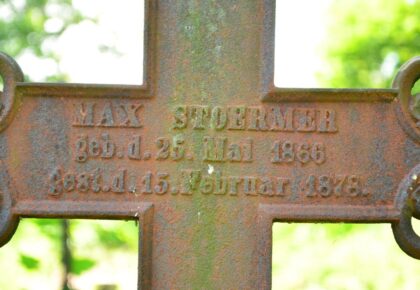 MAX STOERMER
geb. d. 25. Mai 1866
gest. d. 15. Februar 1878.